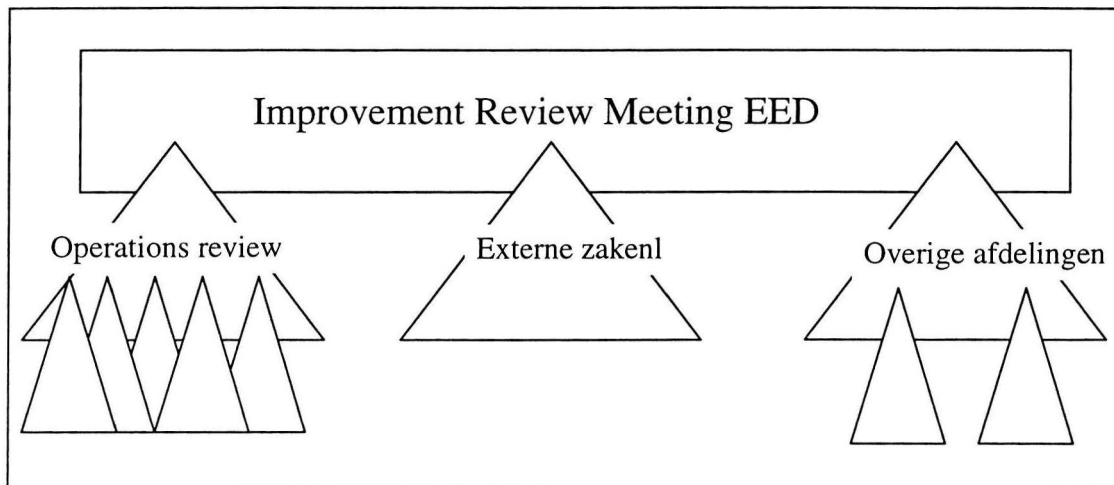 Improvement Review Meeting EED
Operations review
Externe zakenl
Overige afdelingen